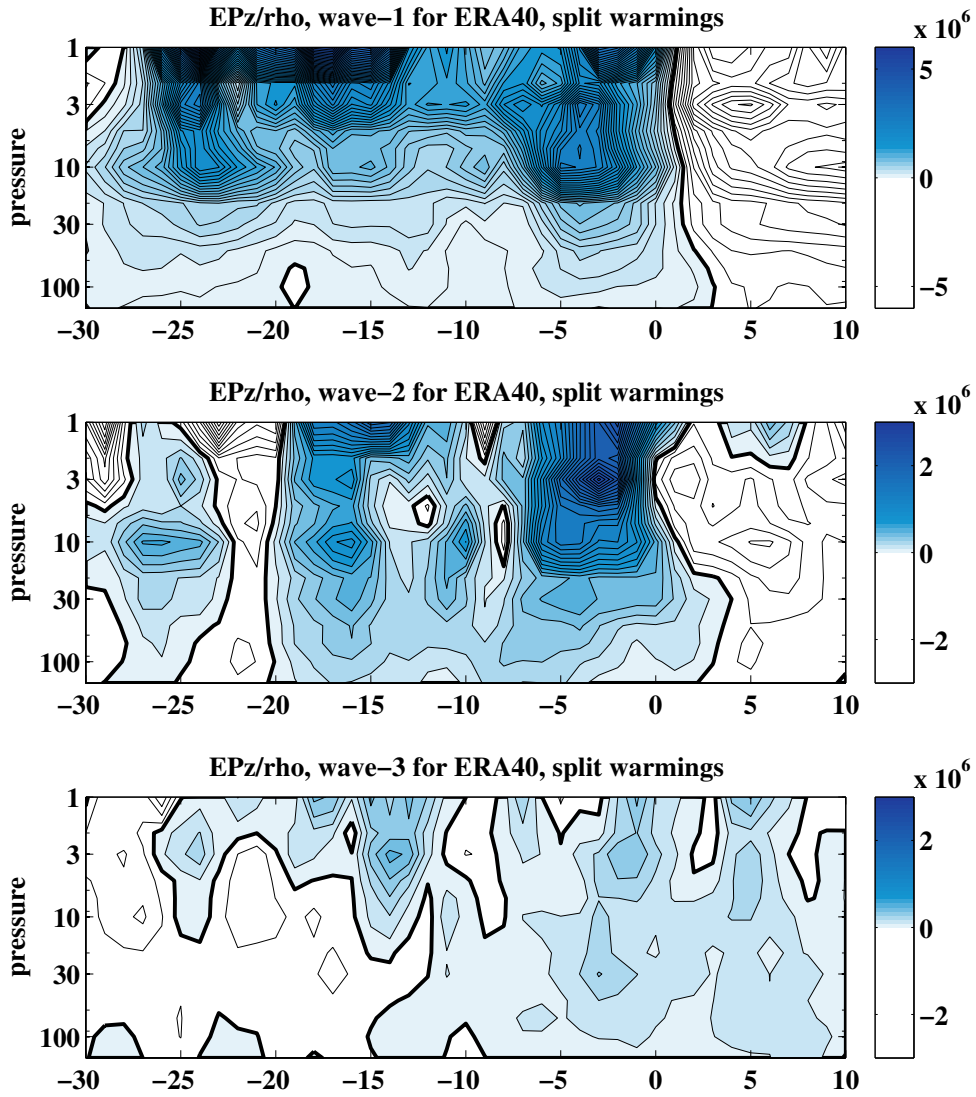 EPz/rho, wave−1 for ERA40, split warmings
x 10^6
1
3
10
30
100
pressure
−30 −25 −20 −15 −10 −5 0 5 10
5
0
−5
EPz/rho, wave−2 for ERA40, split warmings
x 10^6
1
3
10
30
100
pressure
−30 −25 −20 −15 −10 −5 0 5 10
2
0
−2
EPz/rho, wave−3 for ERA40, split warmings
x 10^6
1
3
10
30
100
pressure
−30 −25 −20 −15 −10 −5 0 5 10
2
0
−2